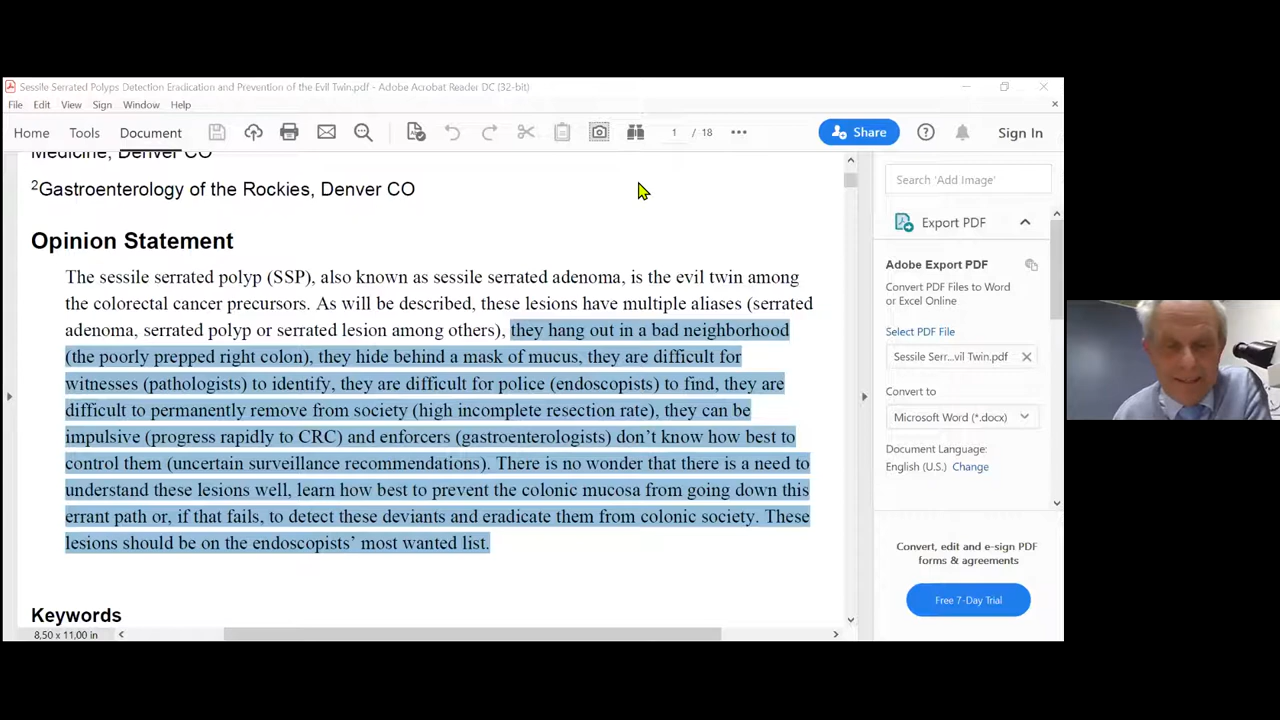 Sessile Serrated Polyps Detection Eradication and Prevention of the Evil Twin.pdf - Adobe Acrobat Reader DC (32-bit)
File Edit View Sign Window Help
Home Tools Document 1 / 18 Share Sign In
Medicine, Denver CO
2Gastroenterology of the Rockies, Denver CO
Opinion Statement
The sessile serrated polyp (SSP), also known as sessile serrated adenoma, is the evil twin among
the colorectal cancer precursors. As will be described, these lesions have multiple aliases (serrated
adenoma, serrated polyp or serrated lesion among others), they hang out in a bad neighborhood
(the poorly prepped right colon), they hide behind a mask of mucus, they are difficult for
witnesses (pathologists) to identify, they are difficult for police (endoscopists) to find, they are
difficult to permanently remove from society (high incomplete resection rate), they can be
impulsive (progress rapidly to CRC) and enforcers (gastroenterologists) don't know how best to
control them (uncertain surveillance recommendations). There is no wonder that there is a need to
understand these lesions well, learn how best to prevent the colonic mucosa from going down this
errant path or, if that fails, to detect these deviants and eradicate them from colonic society. These
lesions should be on the endoscopists' most wanted list.
Keywords
8.50 x 11.00 in
Search 'Add Image'
Export PDF
Adobe Export PDF
Convert PDF Files to Word
or Excel Online
Select PDF File
Sessile Serr...vil Twin.pdf
Convert to
Microsoft Word (*.docx)
Document Language:
English (U.S.) Change
Convert, edit and e-sign PDF
forms & agreements
Free 7-Day Trial